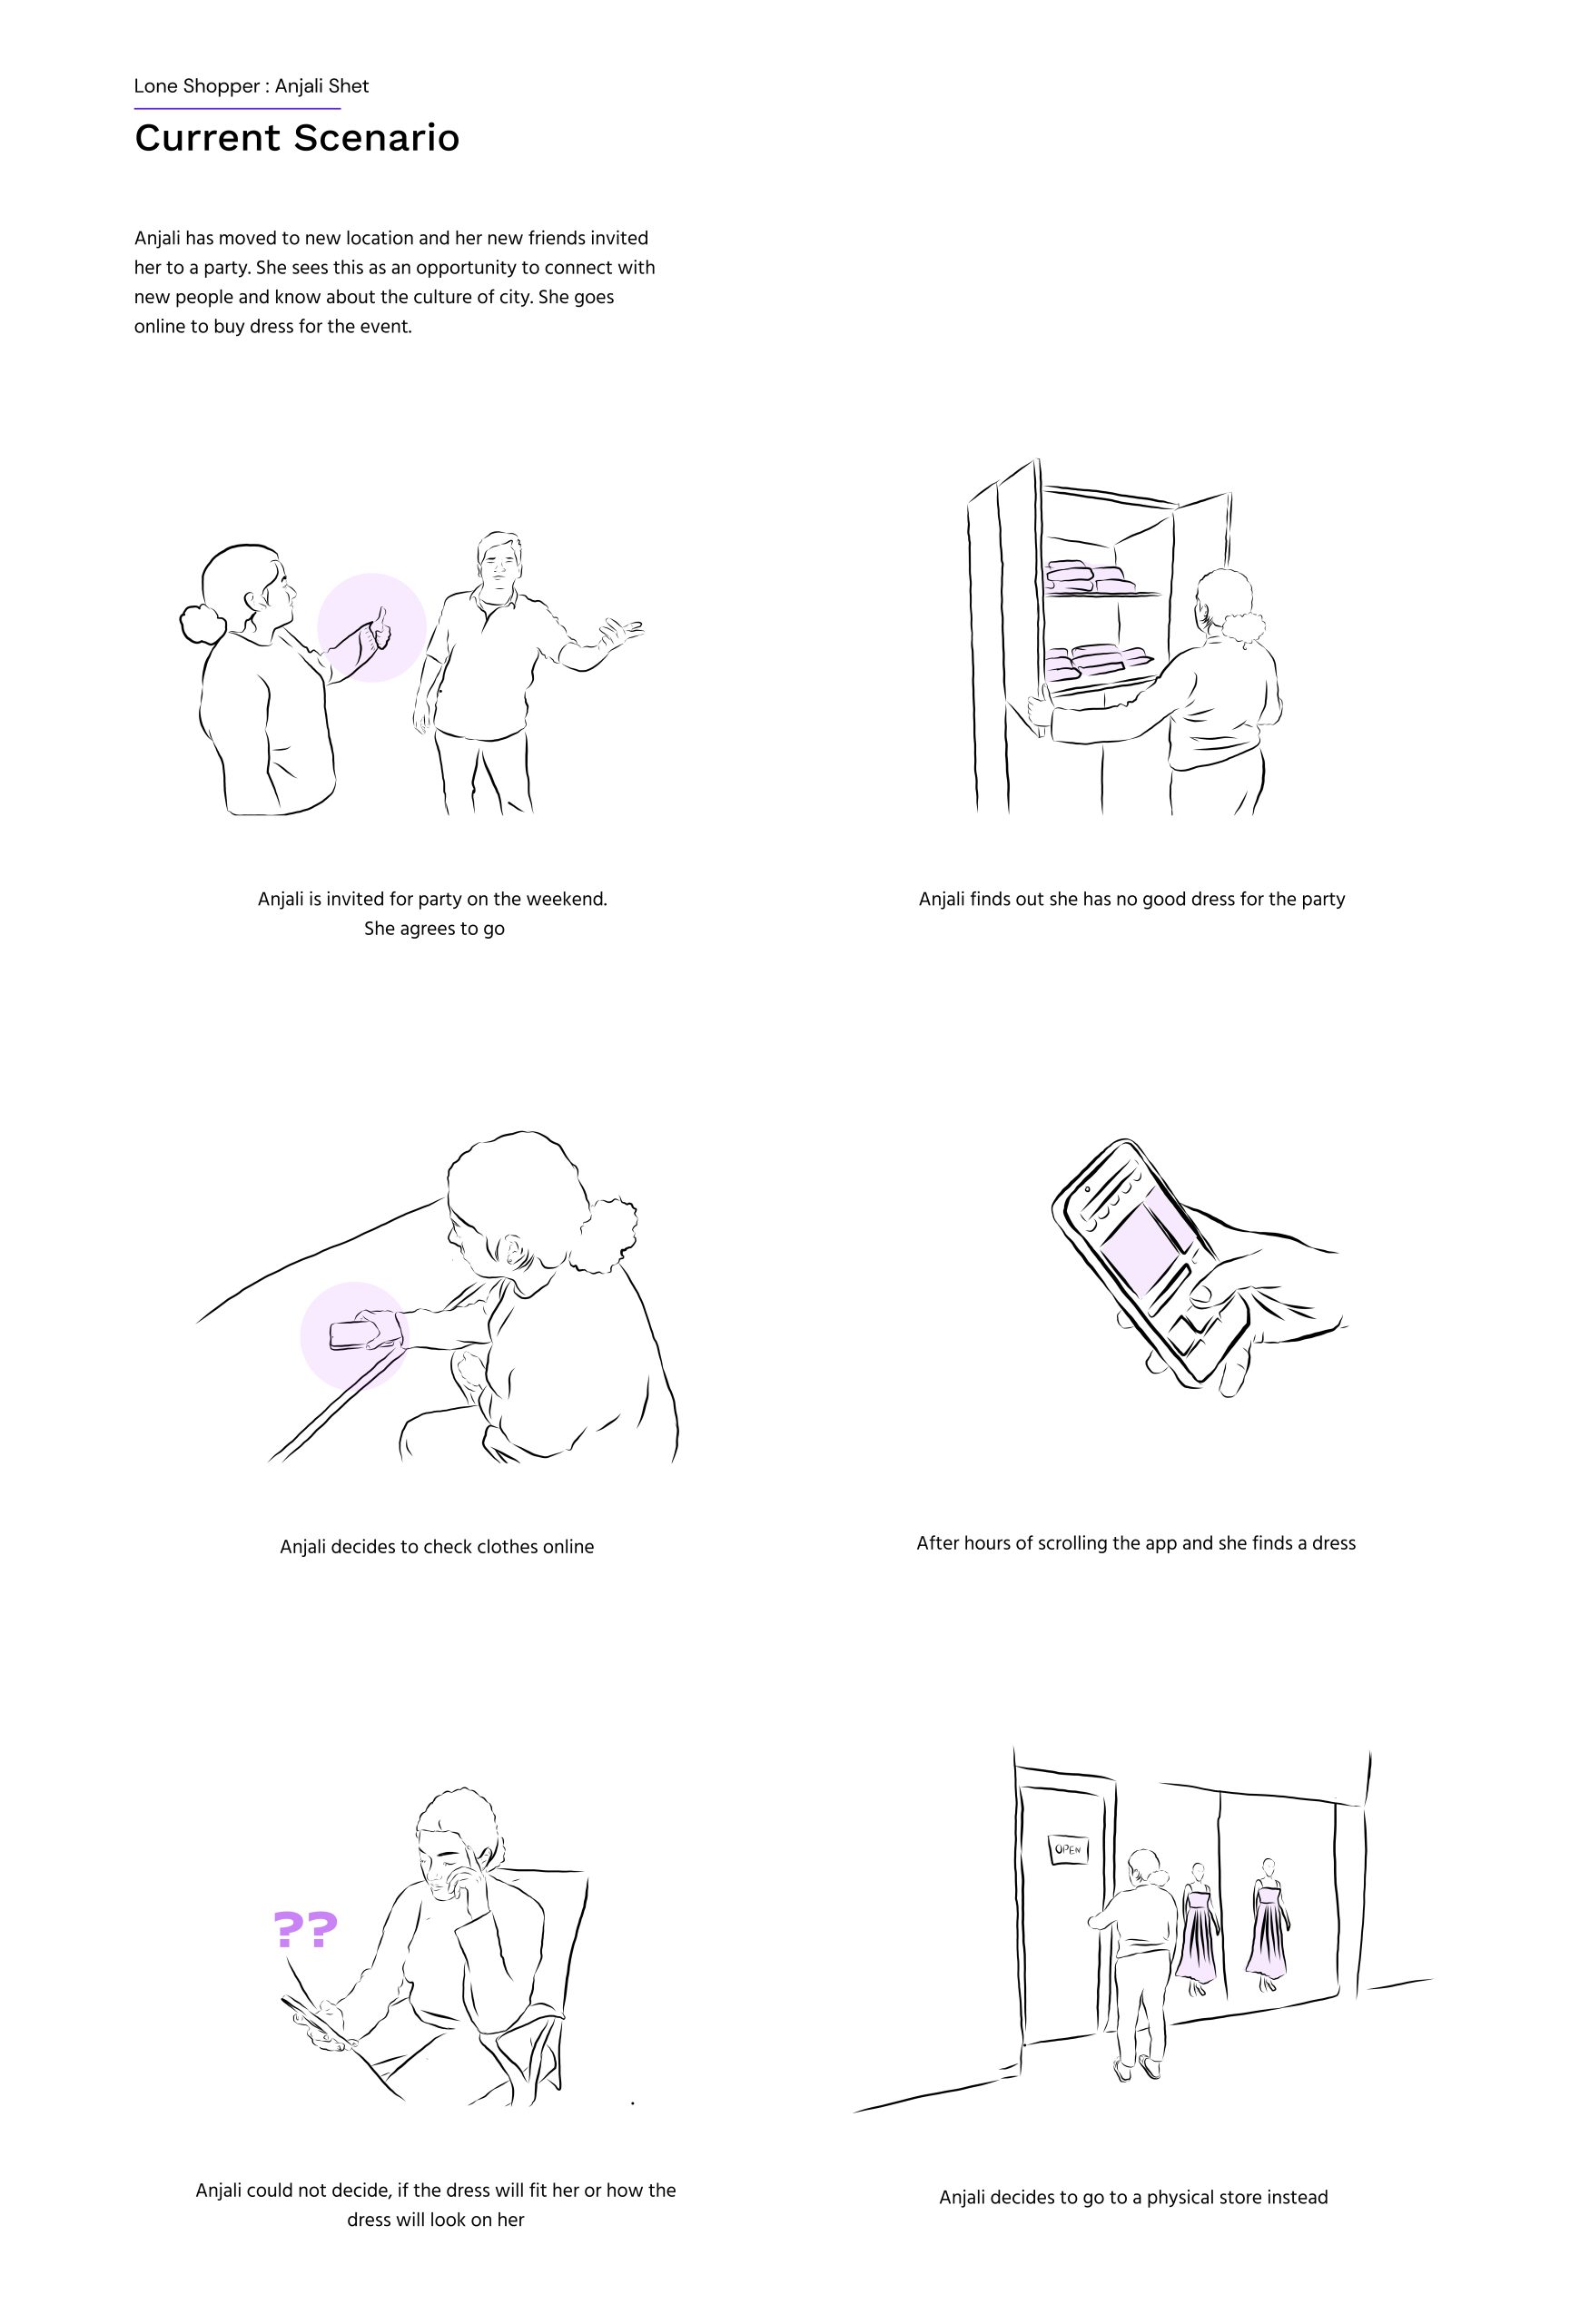 Lone Shopper : Anjali Shet
Current Scenario
Anjali has moved to new location and her new friends invited
her to a party. She sees this as an opportunity to connect with
new people and know about the culture of city. She goes
online to buy dress for the event.
Anjali is invited for party on the weekend.
She agrees to go
Anjali finds out she has no good dress for the party
Anjali decides to check clothes online
After hours of scrolling the app and she finds a dress
??
Anjali could not decide, if the dress will fit her or how the
dress will look on her
OPEN
Anjali decides to go to a physical store instead